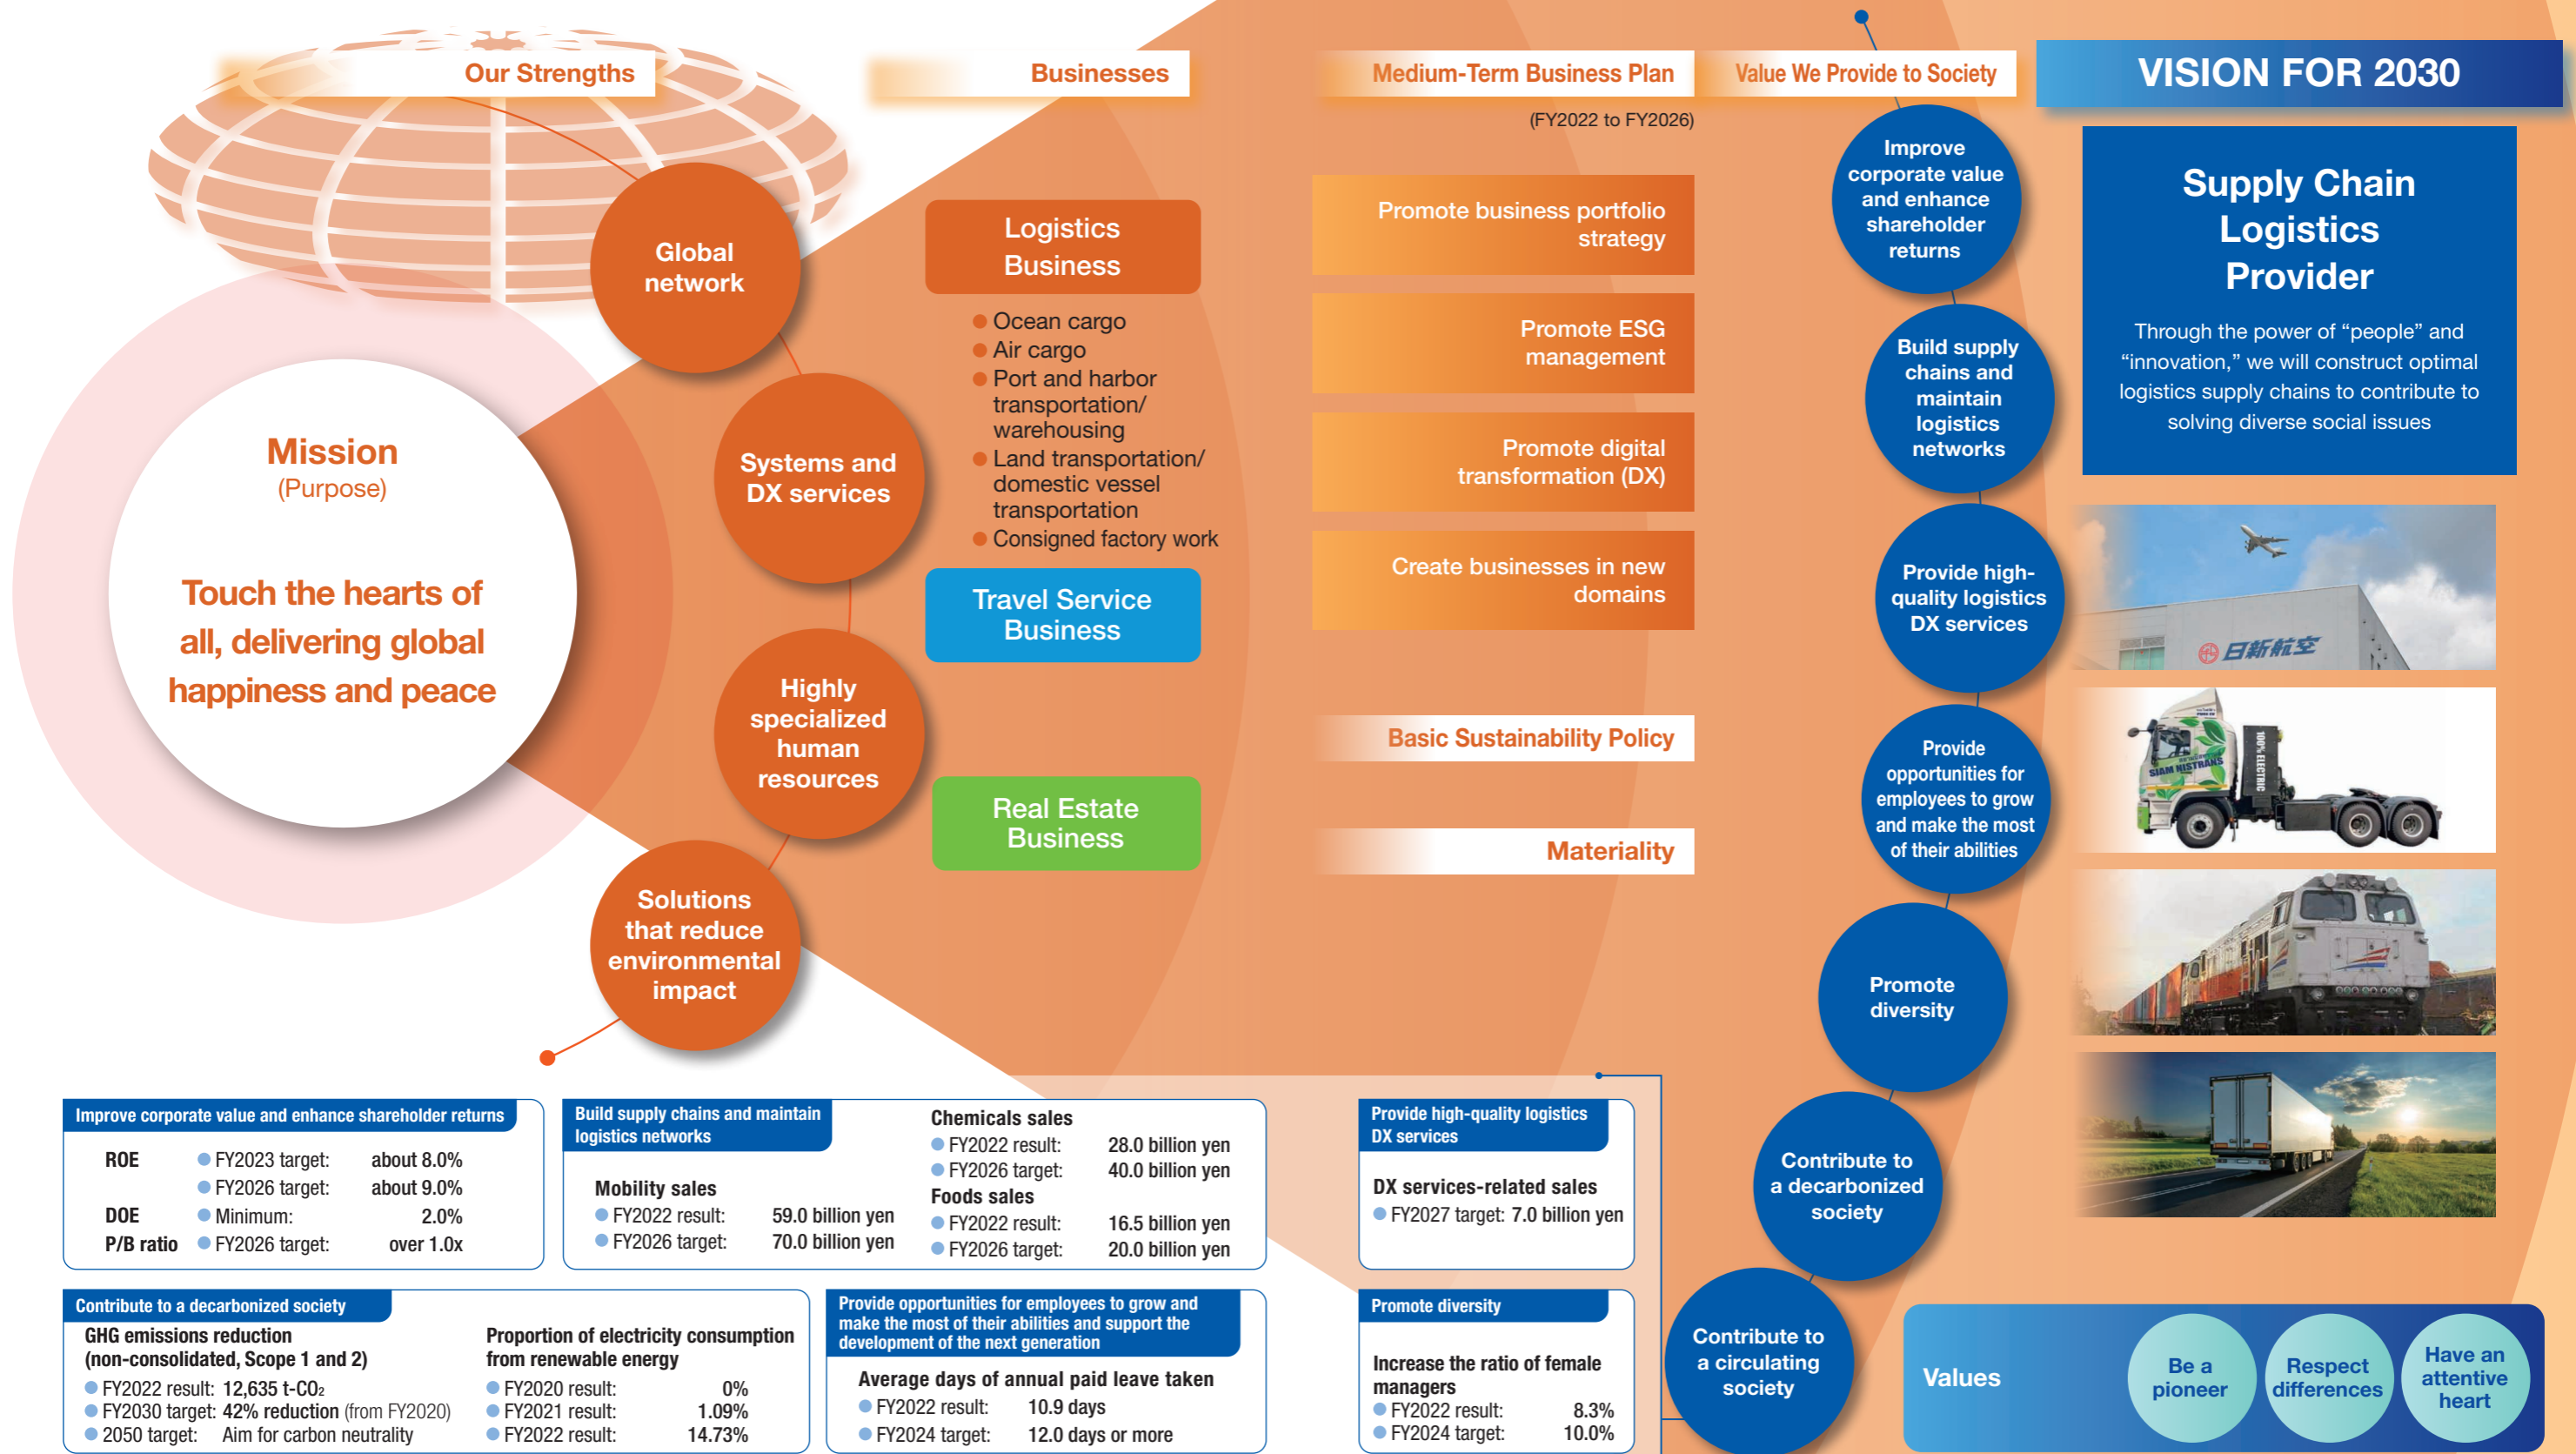 Our Strengths
Businesses
Medium-Term Business Plan
(FY2022 to FY2026)
Value We Provide to Society
VISION FOR 2030
Mission
(Purpose)
Touch the hearts of
all, delivering global
happiness and peace
Global
network
Systems and
DX services
Highly
specialized
human
resources
Solutions
that reduce
environmental
impact
Logistics
Business
Ocean cargo
Air cargo
Port and harbor
transportation/
warehousing
Land transportation/
domestic vessel
transportation
Consigned factory work
Travel Service
Business
Real Estate
Business
Promote business portfolio
strategy
Promote ESG
management
Promote digital
transformation (DX)
Create businesses in new
domains
Basic Sustainability Policy
Materiality
Improve
corporate value
and enhance
shareholder
returns
Build supply
chains and
maintain
logistics
networks
Provide high-
quality logistics
DX services
Provide
opportunities for
employees to grow
and make the most
of their abilities
Promote
diversity
Contribute to
a decarbonized
society
Contribute to
a circulating
society
Supply Chain
Logistics
Provider
Through the power of “people” and
“innovation,” we will construct optimal
logistics supply chains to contribute to
solving diverse social issues
日新航空
SIAM NISTRANS
100% ELECTRIC
Improve corporate value and enhance shareholder returns
ROE FY2023 target: about 8.0%
FY2026 target: about 9.0%
DOE Minimum: 2.0%
P/B ratio FY2026 target: over 1.0x
Build supply chains and maintain
logistics networks
Mobility sales
FY2022 result: 59.0 billion yen
FY2026 target: 70.0 billion yen
Chemicals sales
FY2022 result: 28.0 billion yen
FY2026 target: 40.0 billion yen
Foods sales
FY2022 result: 16.5 billion yen
FY2026 target: 20.0 billion yen
Provide high-quality logistics
DX services
DX services-related sales
FY2027 target: 7.0 billion yen
Contribute to a decarbonized society
GHG emissions reduction
(non-consolidated, Scope 1 and 2)
FY2022 result: 12,635 t-CO₂
FY2030 target: 42% reduction (from FY2020)
2050 target: Aim for carbon neutrality
Proportion of electricity consumption
from renewable energy
FY2020 result: 0%
FY2021 result: 1.09%
FY2022 result: 14.73%
Provide opportunities for employees to grow and
make the most of their abilities and support the
development of the next generation
Average days of annual paid leave taken
FY2022 result: 10.9 days
FY2024 target: 12.0 days or more
Promote diversity
Increase the ratio of female
managers
FY2022 result: 8.3%
FY2024 target: 10.0%
Values
Be a
pioneer
Respect
differences
Have an
attentive
heart